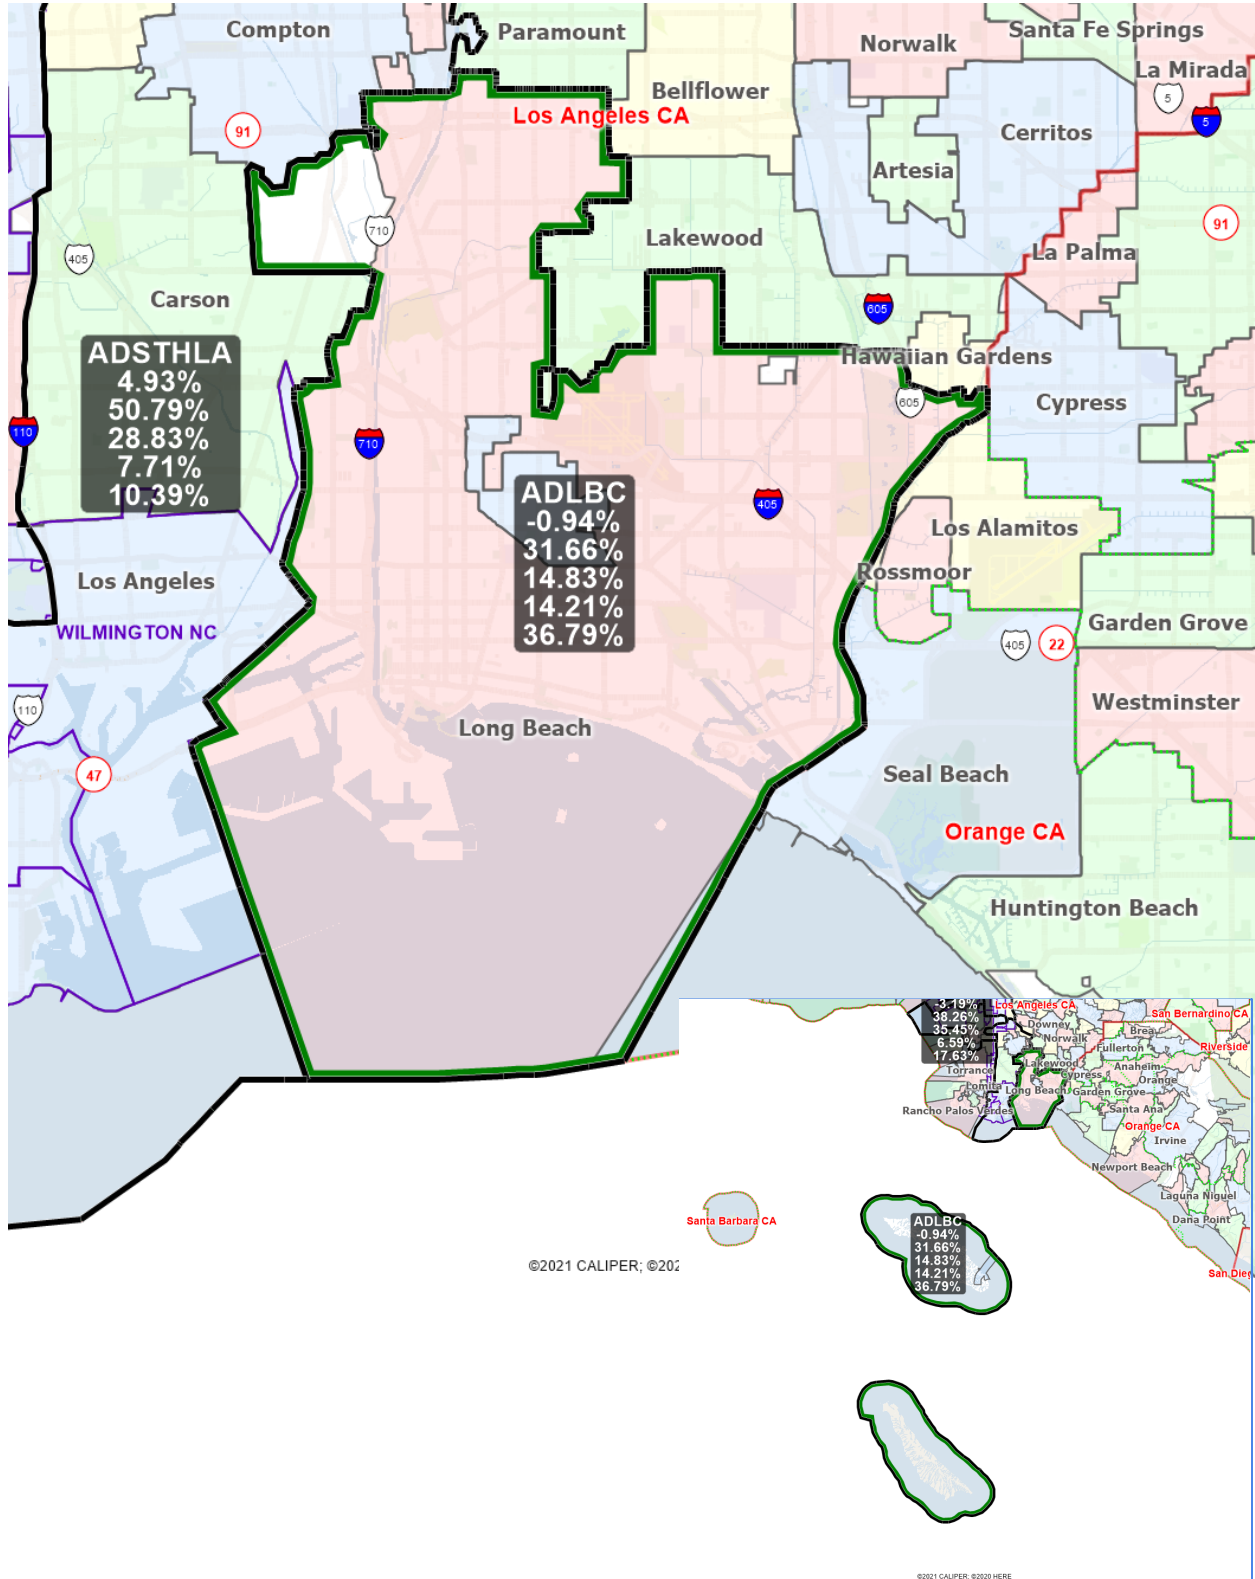 Compton
Paramount
Norwalk
Santa Fe Springs
La Mirada
5
5
Bellflower
Los Angeles CA
91
Cerritos
Artesia
91
710
Lakewood
La Palma
405
Carson
605
Hawaiian Gardens
605
Cypress
ADSTHLA
4.93%
50.79%
28.83%
7.71%
10.39%
110
710
ADLBC
-0.94%
31.66%
14.83%
14.21%
36.79%
405
Los Alamitos
Rossmoor
Los Angeles
WILMINGTON NC
Garden Grove
405
22
110
Westminster
Long Beach
47
Seal Beach
Orange CA
Huntington Beach
-3.19%
38.26%
35.45%
6.59%
17.63%
Los Angeles CA
San Bernardino CA
Downey
Norwalk
Brea
Fullerton
Riverside
Lakewood
Anaheim
Torrance
Cypress
Orange
Lomita
Long Beach
Garden Grove
Rancho Palos Verdes
Santa Ana
Orange CA
Irvine
Newport Beach
Laguna Niguel
Dana Point
San Dieg
Santa Barbara CA
ADLBC
-0.94%
31.66%
14.83%
14.21%
36.79%
©2021 CALIPER; ©202
©2021 CALIPER; ©2020 HERE